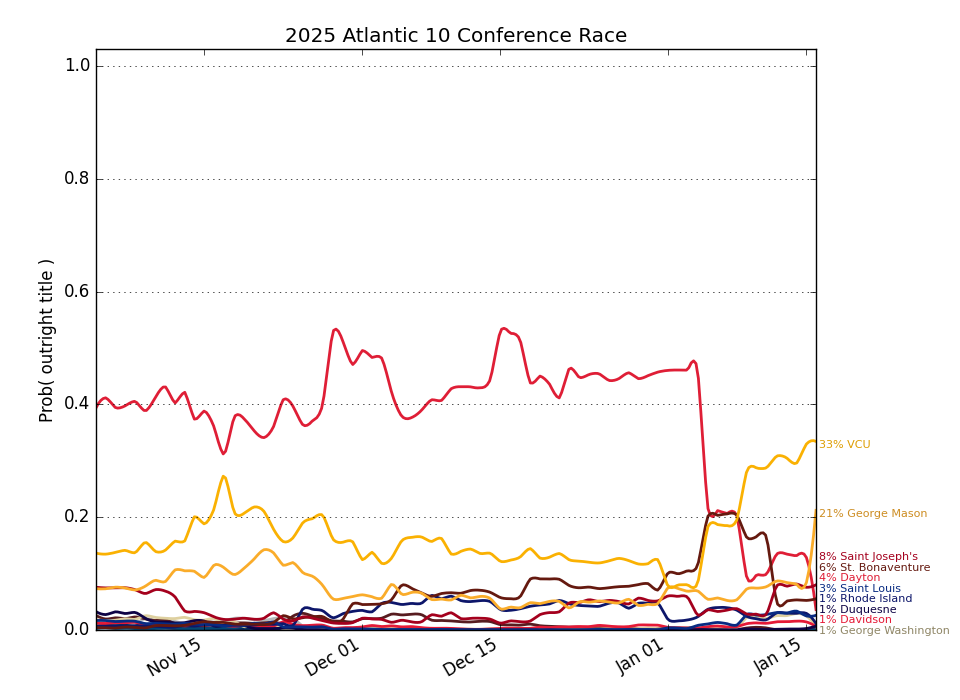 2025 Atlantic 10 Conference Race
Prob( outright title )
1.0
0.8
0.6
0.4
0.2
0.0
Nov 15
Dec 01
Dec 15
Jan 01
Jan 15
33% VCU
21% George Mason
8% Saint Joseph's
6% St. Bonaventure
4% Dayton
3% Saint Louis
1% Rhode Island
1% Duquesne
1% Davidson
1% George Washington